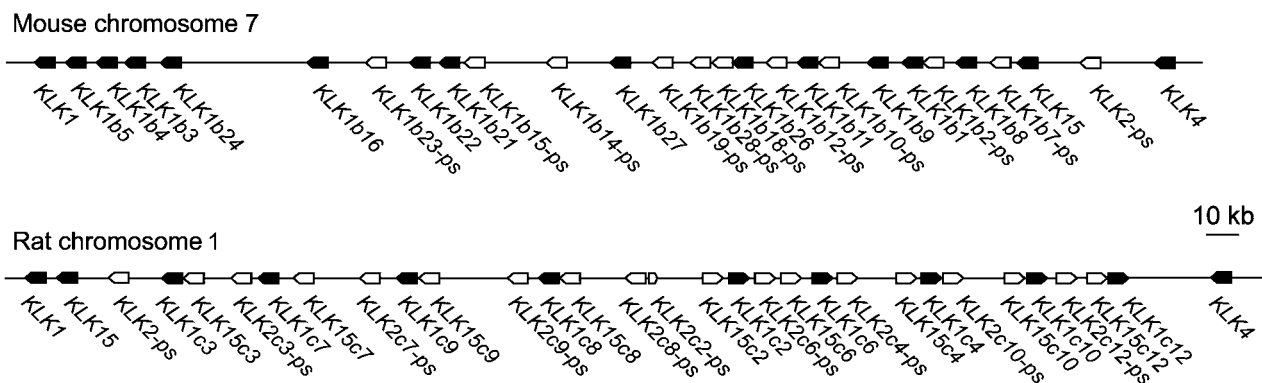 Mouse chromosome 7
KLK1
KLK1b5
KLK1b4
KLK1b3
KLK1b24
KLK1b16
KLK1b23-ps
KLK1b22
KLK1b21
KLK1b15-ps
KLK1b14-ps
KLK1b27
KLK1b19-ps
KLK1b28-ps
KLK1b18-ps
KLK1b26
KLK1b12-ps
KLK1b11
KLK1b10-ps
KLK1b9
KLK1b1
KLK1b2-ps
KLK1b8
KLK1b7-ps
KLK15
KLK2-ps
KLK4
10 kb
Rat chromosome 1
KLK1
KLK15
KLK2-ps
KLK1c3
KLK15c3
KLK2c3-ps
KLK1c7
KLK15c7
KLK2c7-ps
KLK1c9
KLK15c9
KLK2c9-ps
KLK1c8
KLK15c8
KLK2c8-ps
KLK2c2-ps
KLK15c2
KLK1c2
KLK2c6-ps
KLK15c6
KLK1c6
KLK2c4-ps
KLK15c4
KLK1c4
KLK2c10-ps
KLK15c10
KLK1c10
KLK2c12-ps
KLK15c12
KLK1c12
KLK4